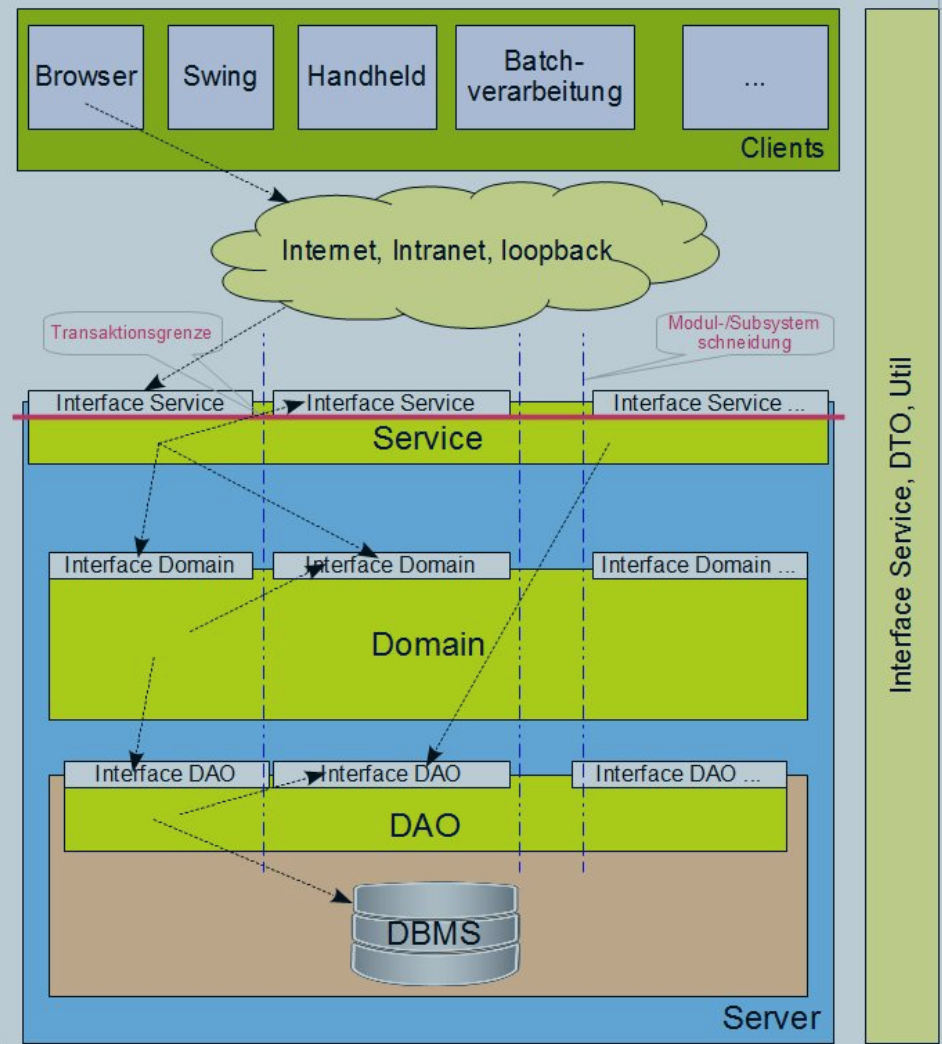 Browser
Swing
Handheld
Batch-
verarbeitung
...
Clients
Internet, Intranet, loopback
Transaktionsgrenze
Modul-/Subsystem
schneidung
Interface Service
Interface Service
Interface Service ...
Service
Interface Domain
Interface Domain
Interface Domain ...
Domain
Interface DAO
Interface DAO
Interface DAO ...
DAO
DBMS
Server
Interface Service, DTO, Util